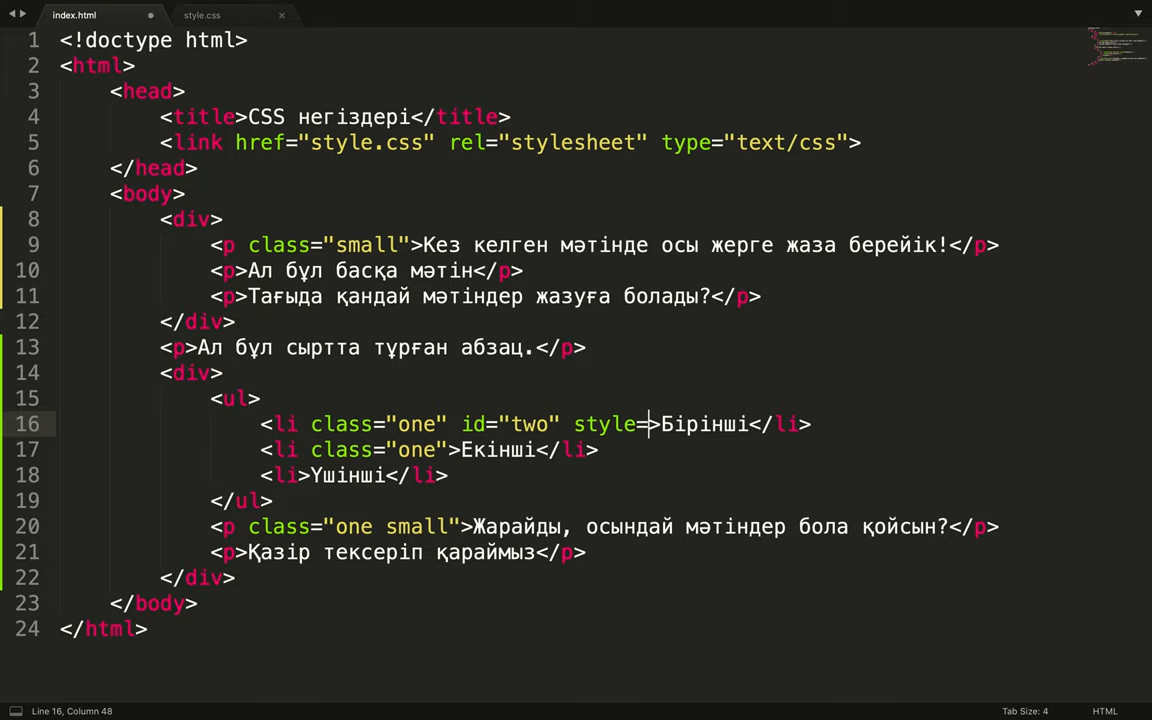 index.html style.css
1 <!doctype html>
2 <html>
3 <head>
4 <title>CSS негіздері</title>
5 <link href="style.css" rel="stylesheet" type="text/css">
6 </head>
7 <body>
8 <div>
9 <p class="small">Кез келген мәтінде осы жерге жаза берейік!</p>
10 <p>Ал бұл басқа мәтін</p>
11 <p>Тағыда қандай мәтіндер жазуға болады?</p>
12 </div>
13 <p>Ал бұл сыртта тұрған абзац.</p>
14 <div>
15 <ul>
16 <li class="one" id="two" style=>Бірінші</li>
17 <li class="one">Екінші</li>
18 <li>Үшінші</li>
19 </ul>
20 <p class="one small">Жарайды, осындай мәтіндер бола қойсын?</p>
21 <p>Қазір тексеріп қараймыз</p>
22 </div>
23 </body>
24 </html>
Line 16, Column 48 Tab Size: 4 HTML